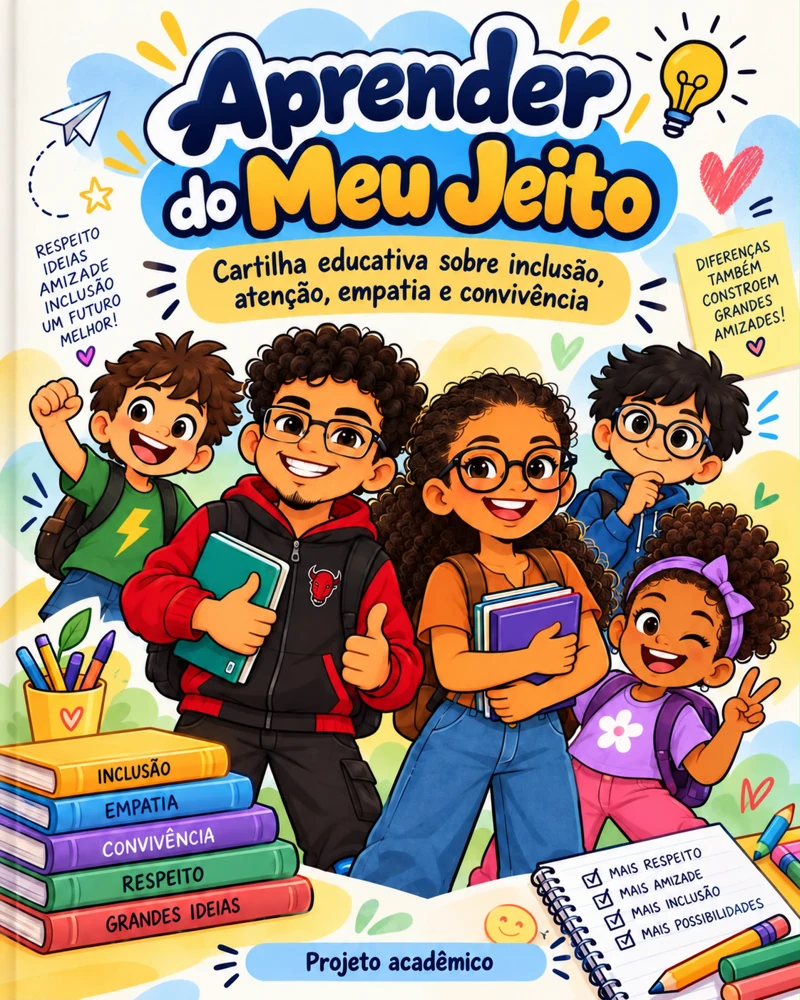 Aprender
do Meu Jeito
Cartilha educativa sobre inclusão,
atenção, empatia e convivência
RESPEITO
IDEIAS
AMIZADE
INCLUSÃO
UM FUTURO
MELHOR!
DIFERENÇAS
TAMBÉM
CONSTROEM
GRANDES
AMIZADES!
INCLUSÃO
EMPATIA
CONVIVÊNCIA
RESPEITO
GRANDES IDEIAS
MAIS RESPEITO
MAIS AMIZADE
MAIS INCLUSÃO
MAIS POSSIBILIDADES
Projeto acadêmico